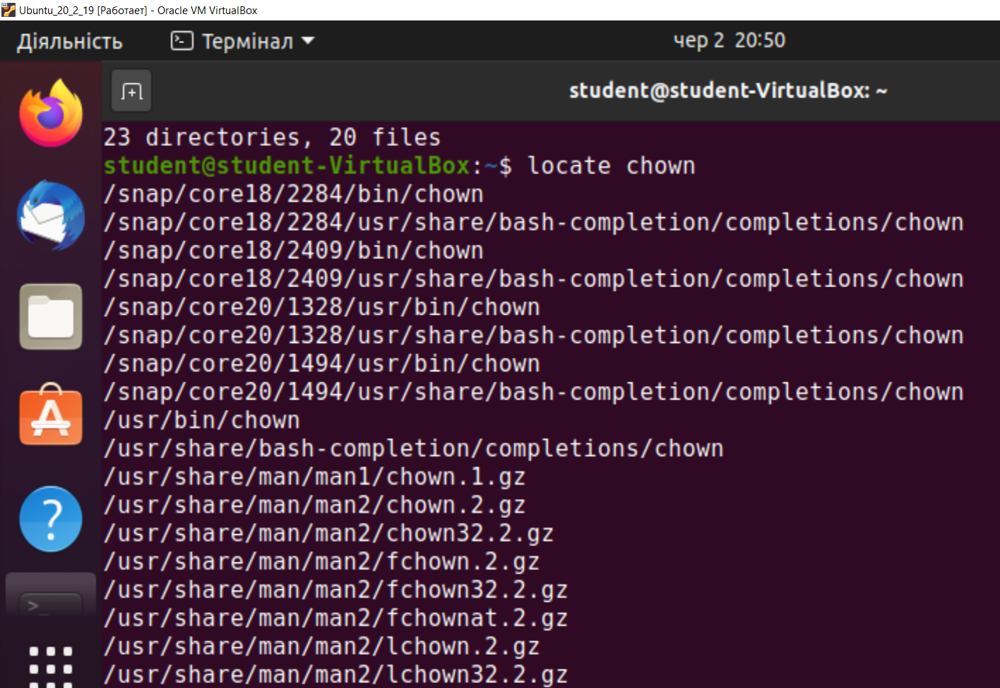 Ubuntu_20_2_19 [Работает] - Oracle VM VirtualBox
Діяльність Термінал чер 2 20:50
student@student-VirtualBox: ~
23 directories, 20 files
student@student-VirtualBox:~$ locate chown
/snap/core18/2284/bin/chown
/snap/core18/2284/usr/share/bash-completion/completions/chown
/snap/core18/2409/bin/chown
/snap/core18/2409/usr/share/bash-completion/completions/chown
/snap/core20/1328/usr/bin/chown
/snap/core20/1328/usr/share/bash-completion/completions/chown
/snap/core20/1494/usr/bin/chown
/snap/core20/1494/usr/share/bash-completion/completions/chown
/usr/bin/chown
/usr/share/bash-completion/completions/chown
/usr/share/man/man1/chown.1.gz
/usr/share/man/man2/chown.2.gz
/usr/share/man/man2/chown32.2.gz
/usr/share/man/man2/fchown.2.gz
/usr/share/man/man2/fchown32.2.gz
/usr/share/man/man2/fchownat.2.gz
/usr/share/man/man2/lchown.2.gz
/usr/share/man/man2/lchown32.2.gz